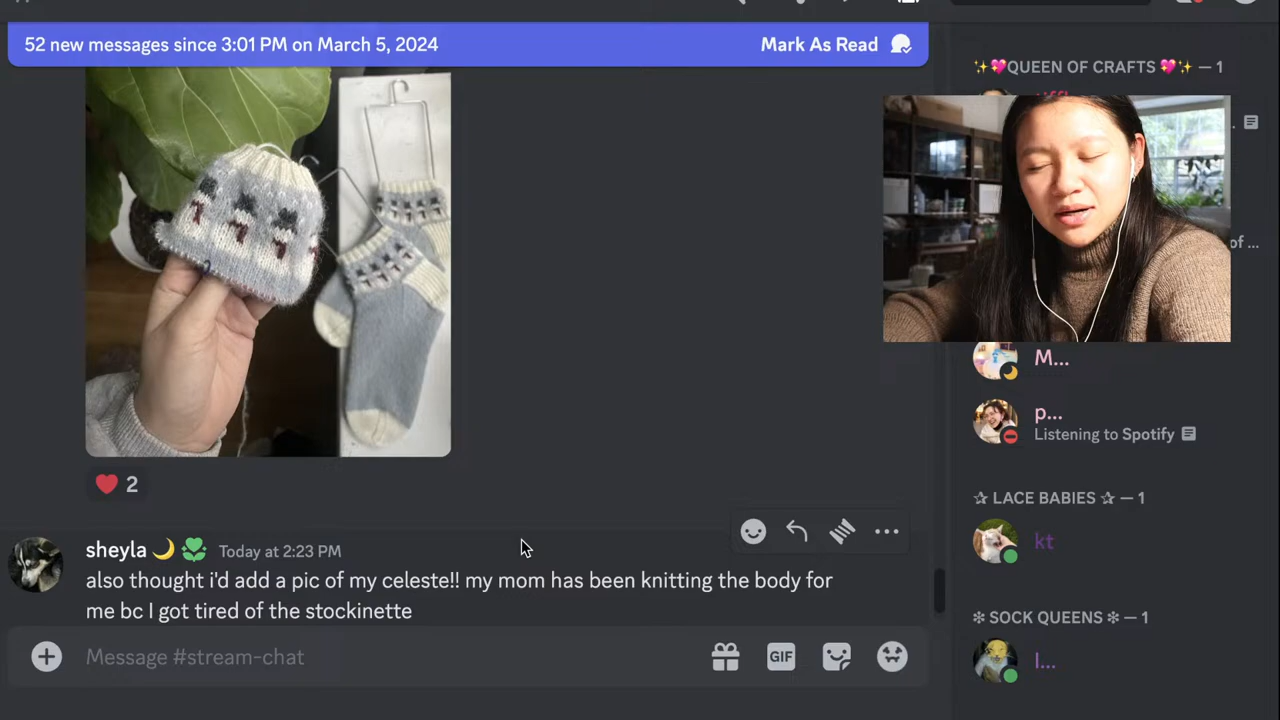 52 new messages since 3:01 PM on March 5, 2024
Mark As Read
✨💖QUEEN OF CRAFTS 💖✨ — 1
of ...
M...
p...
Listening to Spotify
❤️ 2
✰ LACE BABIES ✰ — 1
kt
sheyla 🌙 Today at 2:23 PM
also thought i'd add a pic of my celeste!! my mom has been knitting the body for
me bc I got tired of the stockinette
❄ SOCK QUEENS ❄ — 1
l...
Message #stream-chat
GIF